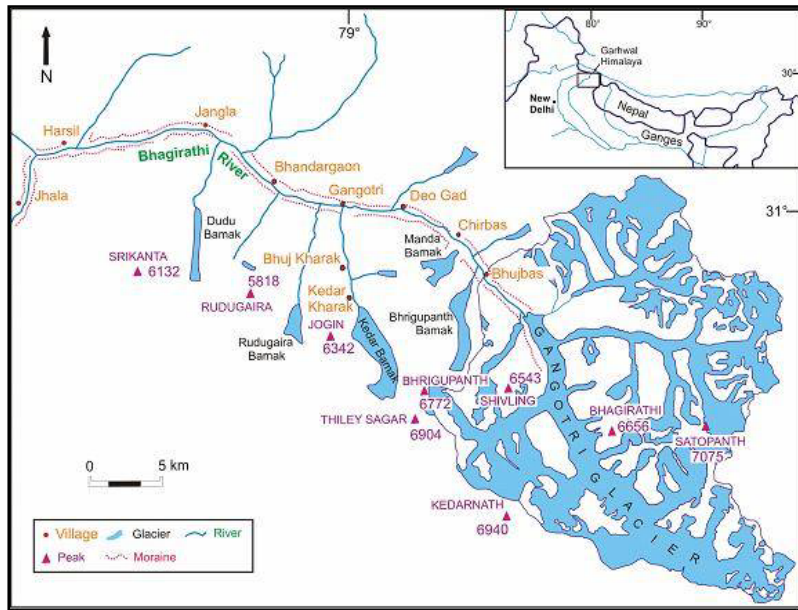 79
N
80°
90°
Garhwal
Himalaya
30°
New
Delhi
Nepal
Ganges
Jangla
Harsil
Bhagirathi
River
Bhandargaon
Jhala
Gangotri
Deo Gad
31°
Chirbas
Dudu
Bamak
Manda
Bamak
SRIKANTA
6132
Bhuj Kharak
Bhujbas
5818
RUDUGAIRA
Kedar
Kharak
Bhrigupanth
Bamak
JOGIN
6342
Rudugaira
Bamak
Kedar Bamak
GANGOTRI GLACIER
BHRIGUPANTH
6772
6543
SHIVLING
THILEY SAGAR
6904
BHAGIRATHI
6656
SATOPANTH
7075
0
5 km
KEDARNATH
6940
Village
Glacier
River
Peak
Moraine